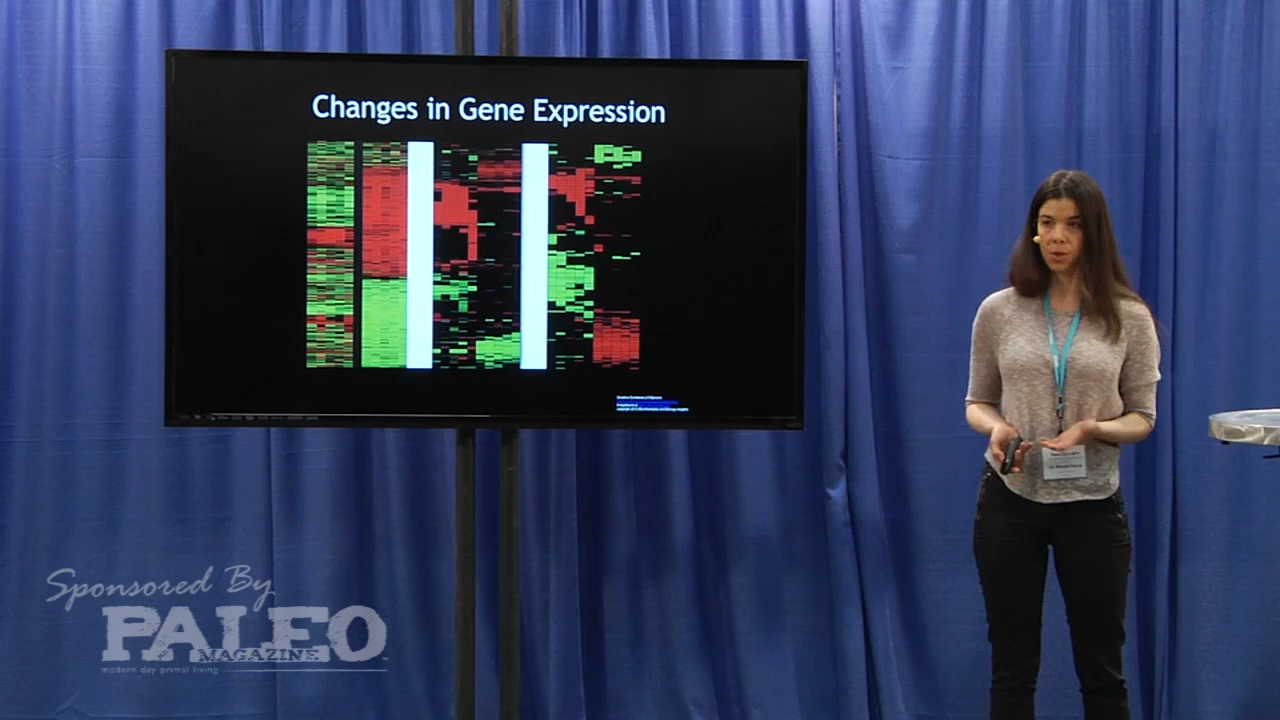 Changes in Gene Expression
Sponsored By
PALEO
MAGAZINE
modern day primal living